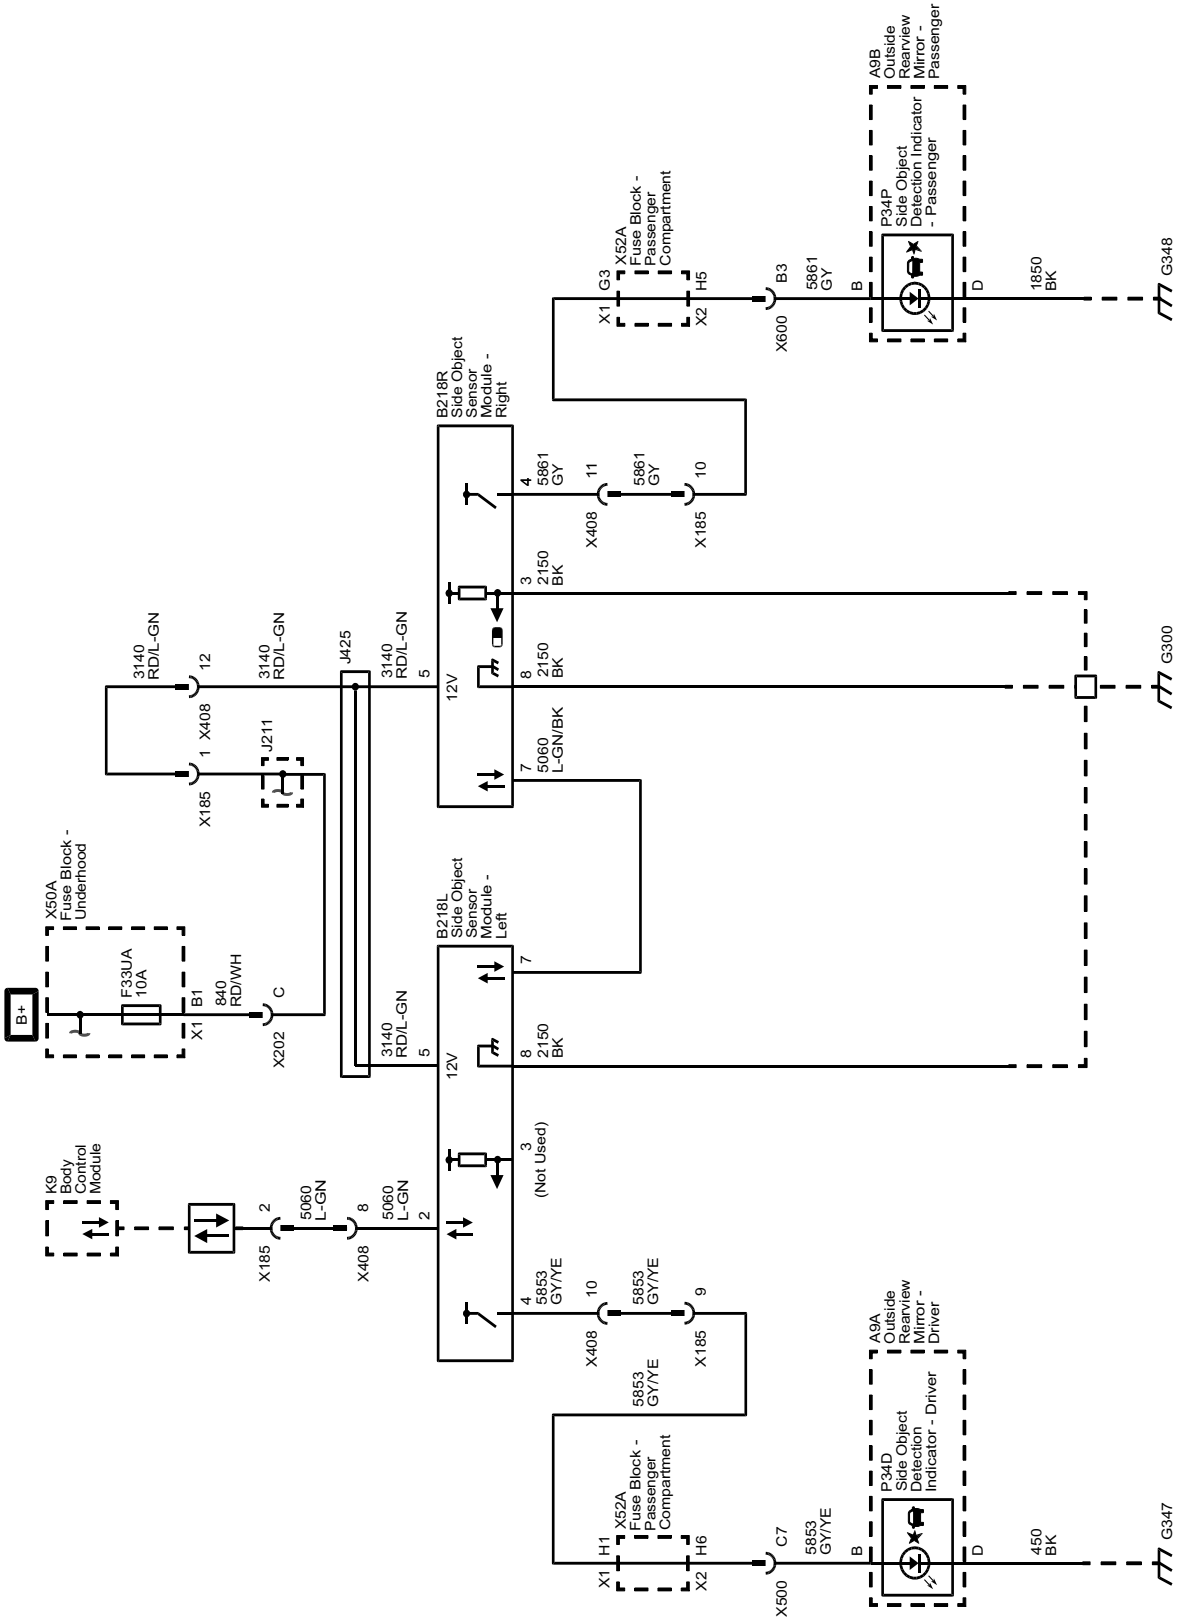 B+
X50A
Fuse Block -
Underhood
F33UA
10A
X1
B1
840
RD/WH
X202
C
K9
Body
Control
Module
X185
2
5060
L-GN
X408
8
5060
L-GN
2
3140
RD/L-GN
X408
12
X185
1
3140
RD/L-GN
J211
J425
3140
RD/L-GN
5
12V
3140
RD/L-GN
5
12V
B218L
Side Object
Sensor
Module -
Left
B218R
Side Object
Sensor
Module -
Right
4
5853
GY/YE
3
(Not Used)
8
2150
BK
7
7
5060
L-GN/BK
8
2150
BK
3
2150
BK
4
5861
GY
X408
10
5853
GY/YE
X185
9
5853
GY/YE
X408
11
5861
GY
X185
10
X1
H1
X52A
Fuse Block -
Passenger
Compartment
X2
H6
X500
C7
5853
GY/YE
B
A9A
Outside
Rearview
Mirror -
Driver
P34D
Side Object
Detection
Indicator - Driver
D
450
BK
G347
X1
G3
X52A
Fuse Block -
Passenger
Compartment
X2
H5
X600
B3
5861
GY
B
A9B
Outside
Rearview
Mirror -
Passenger
P34P
Side Object
Detection Indicator
- Passenger
D
1850
BK
G348
G300